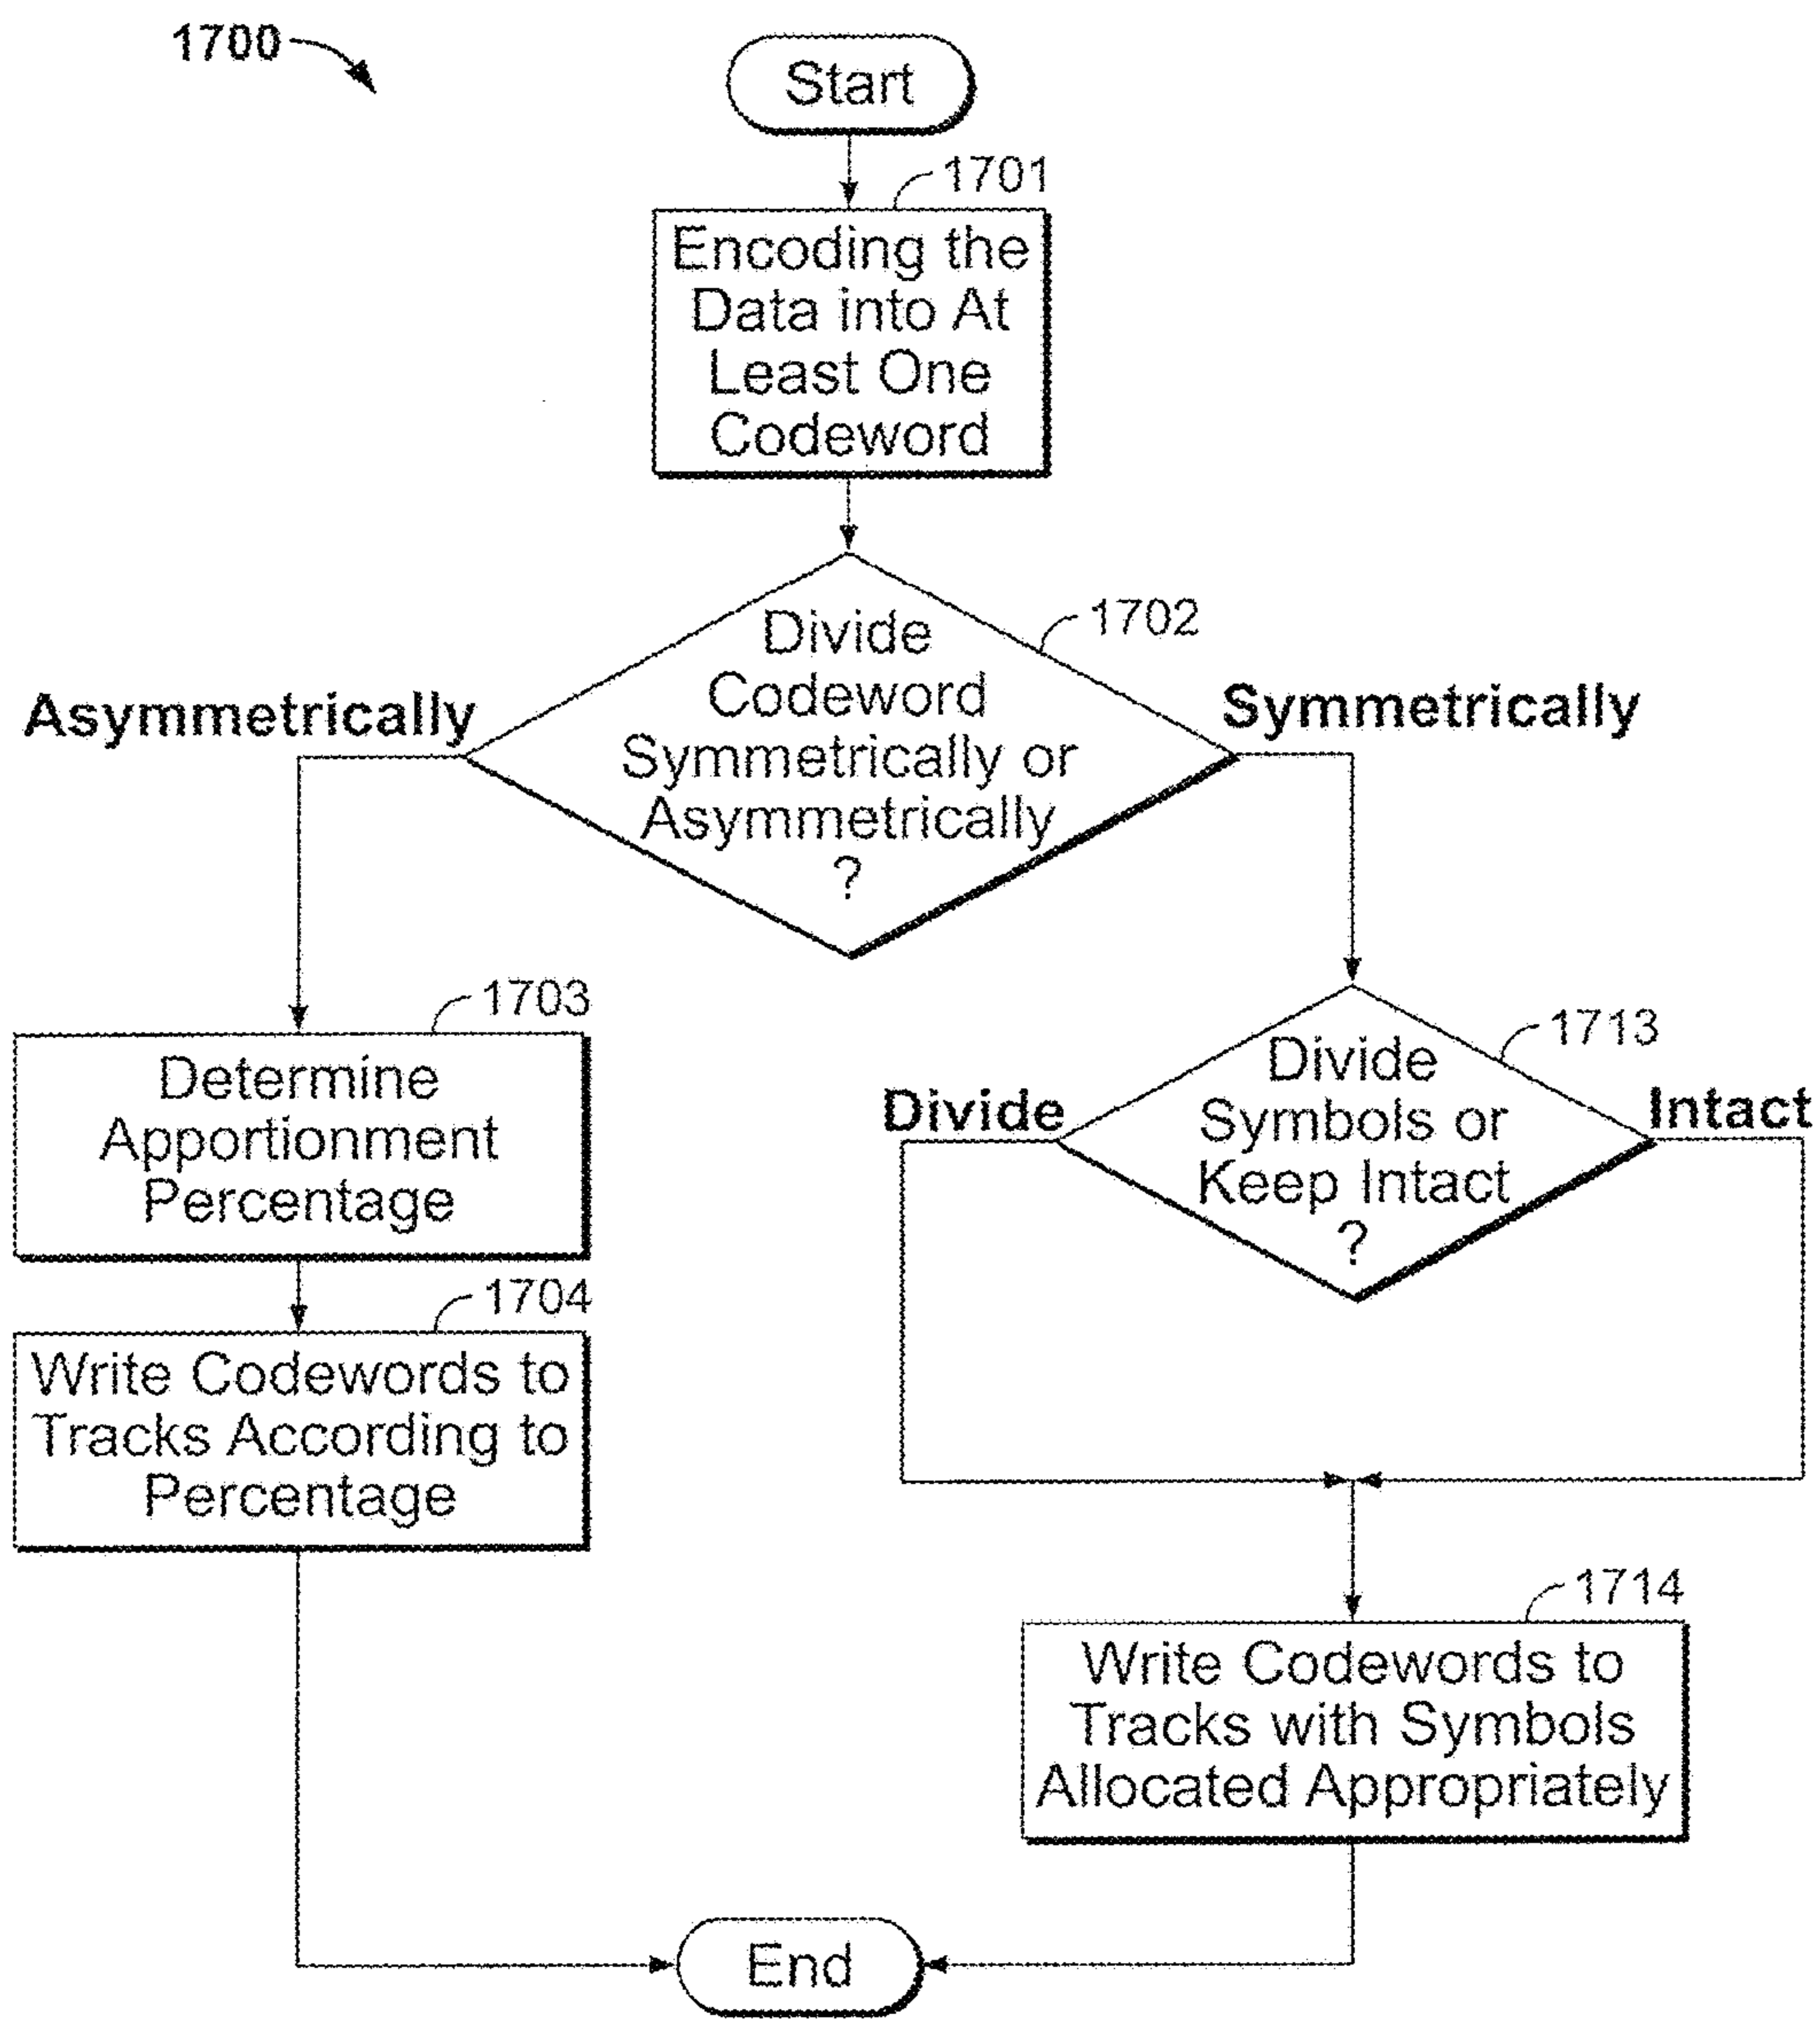 1700
Start
1701
Encoding the
Data into At
Least One
Codeword
1702
Divide
Codeword
Symmetrically or
Asymmetrically
?
Asymmetrically
Symmetrically
1703
Determine
Apportionment
Percentage
1704
Write Codewords to
Tracks According to
Percentage
1713
Divide
Symbols or
Keep Intact
?
Divide
Intact
1714
Write Codewords to
Tracks with Symbols
Allocated Appropriately
End